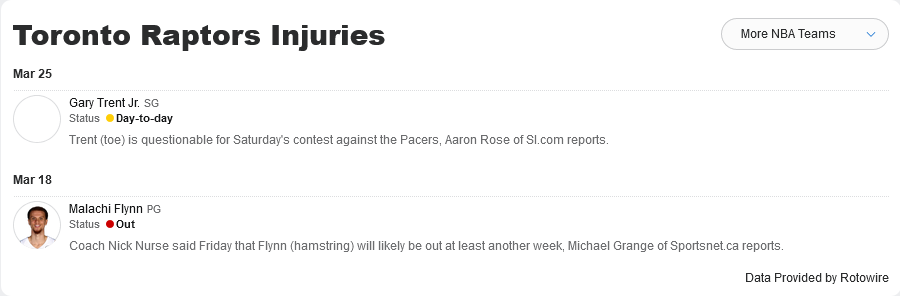 Toronto Raptors Injuries
More NBA Teams
Mar 25
Gary Trent Jr. SG
Status Day-to-day
Trent (toe) is questionable for Saturday's contest against the Pacers, Aaron Rose of SI.com reports.
Mar 18
Malachi Flynn PG
Status Out
Coach Nick Nurse said Friday that Flynn (hamstring) will likely be out at least another week, Michael Grange of Sportsnet.ca reports.
Data Provided by Rotowire